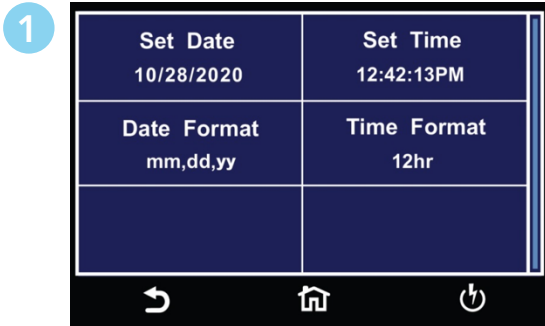 1
Set Date
10/28/2020
Set Time
12:42:13PM
Date Format
mm,dd,yy
Time Format
12hr